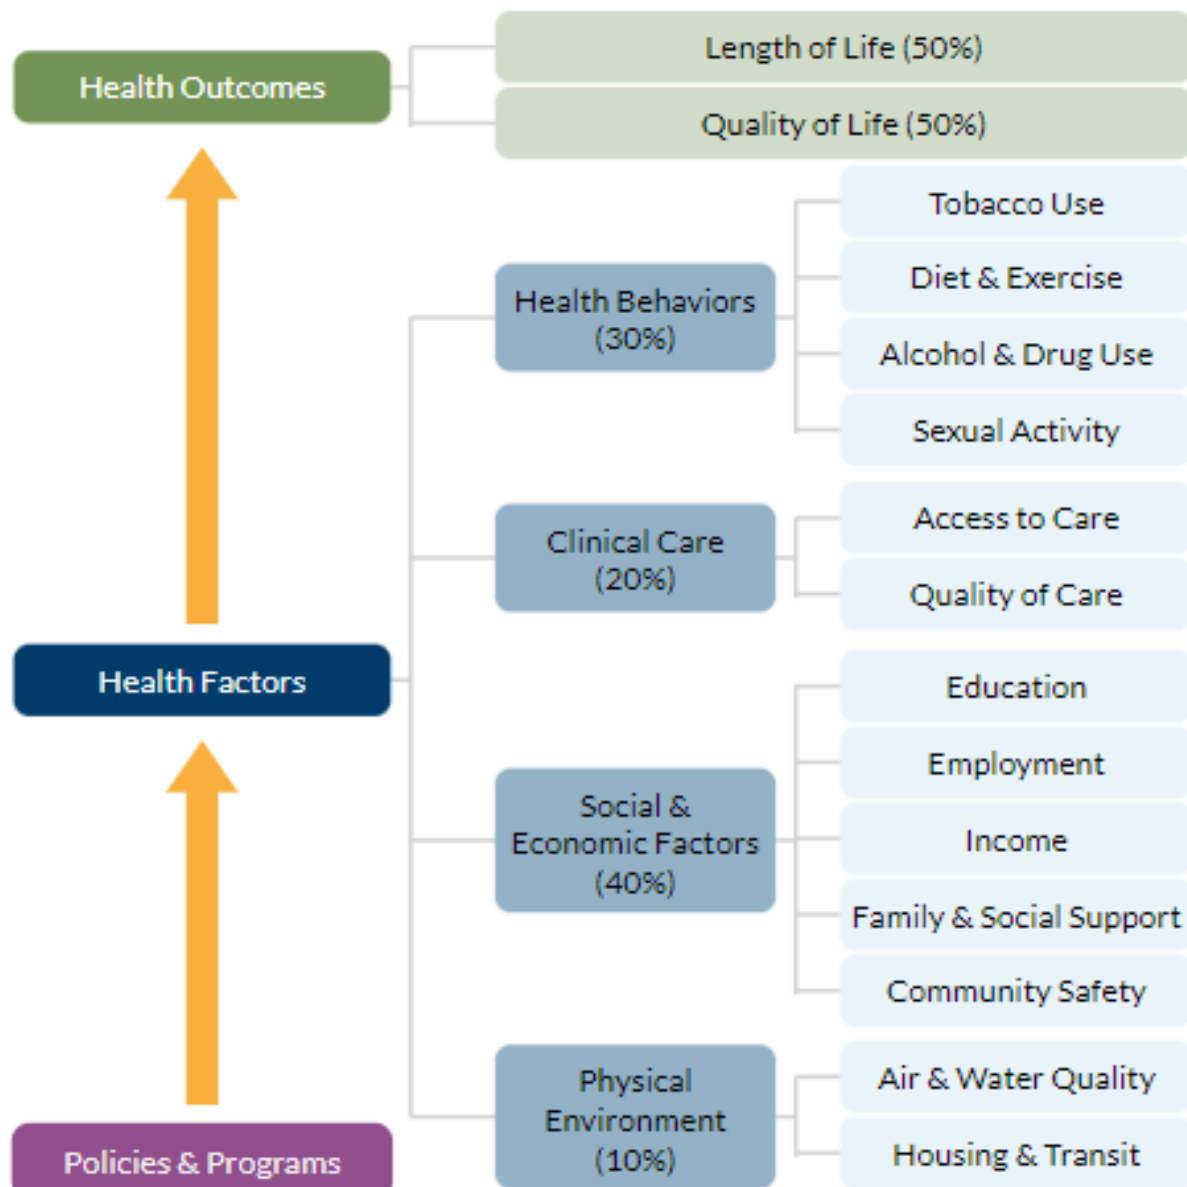 Health Outcomes
Length of Life (50%)
Quality of Life (50%)
Health Factors
Health Behaviors
(30%)
Tobacco Use
Diet & Exercise
Alcohol & Drug Use
Sexual Activity
Clinical Care
(20%)
Access to Care
Quality of Care
Social &
Economic Factors
(40%)
Education
Employment
Income
Family & Social Support
Community Safety
Physical
Environment
(10%)
Air & Water Quality
Housing & Transit
Policies & Programs